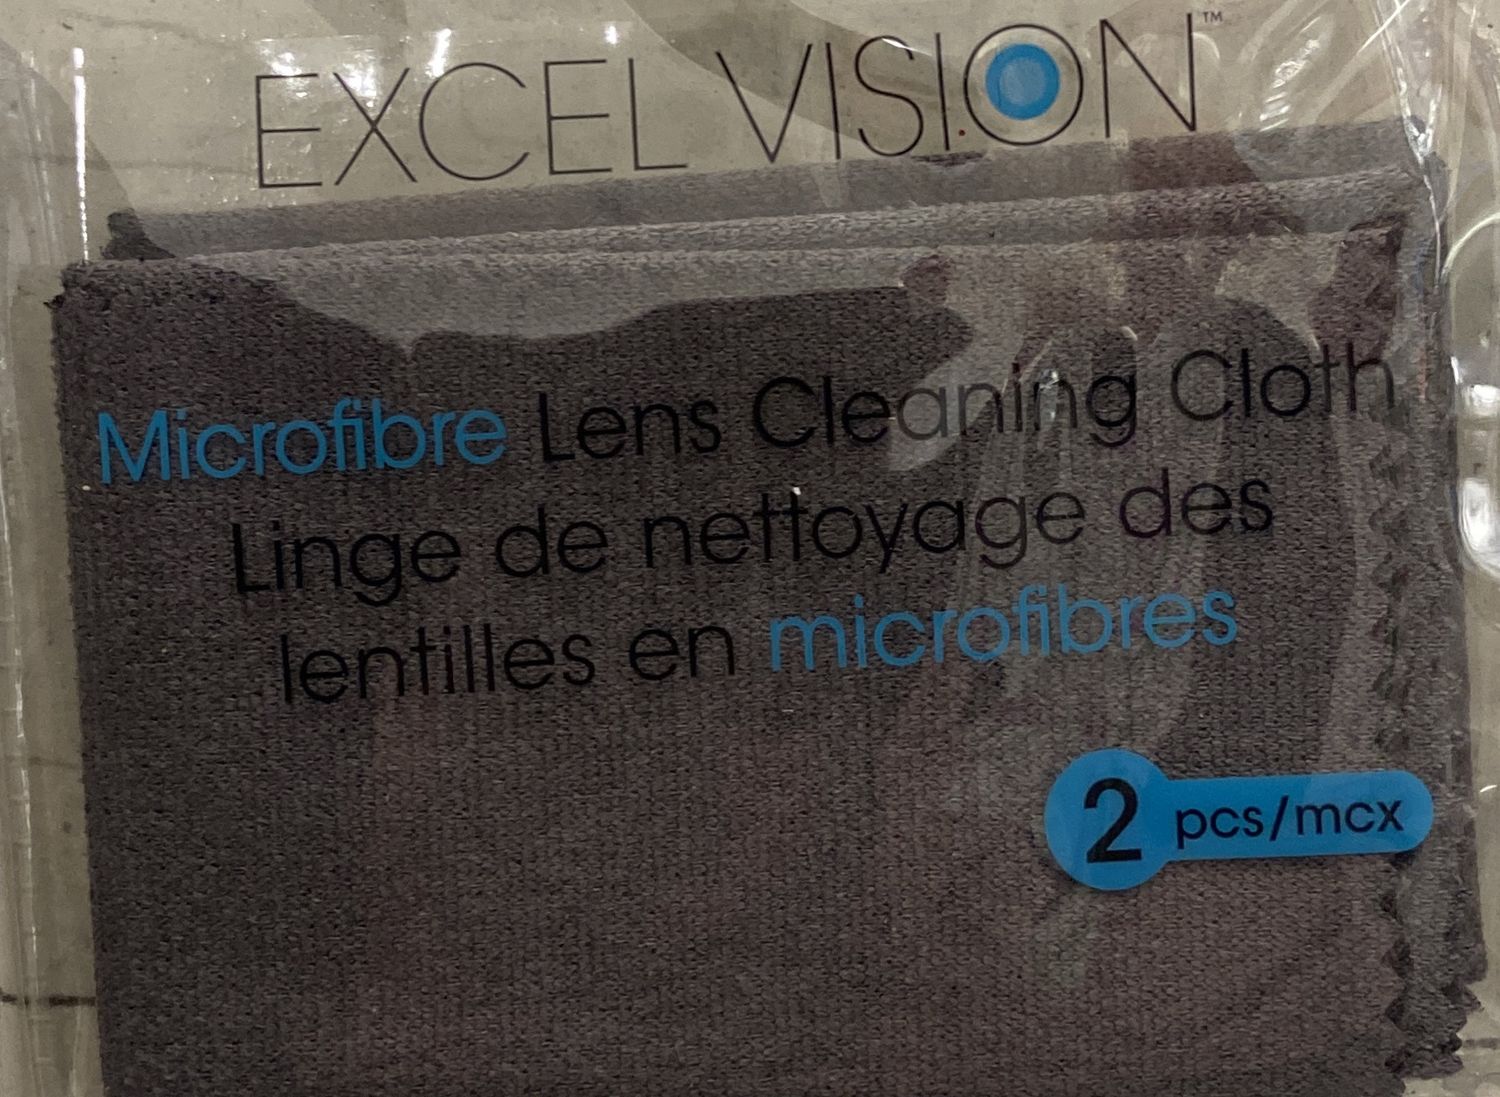 EXCEL VISION™
Microfibre Lens Cleaning Cloth
Linge de nettoyage des
lentilles en microfibres
2 pcs/mcx